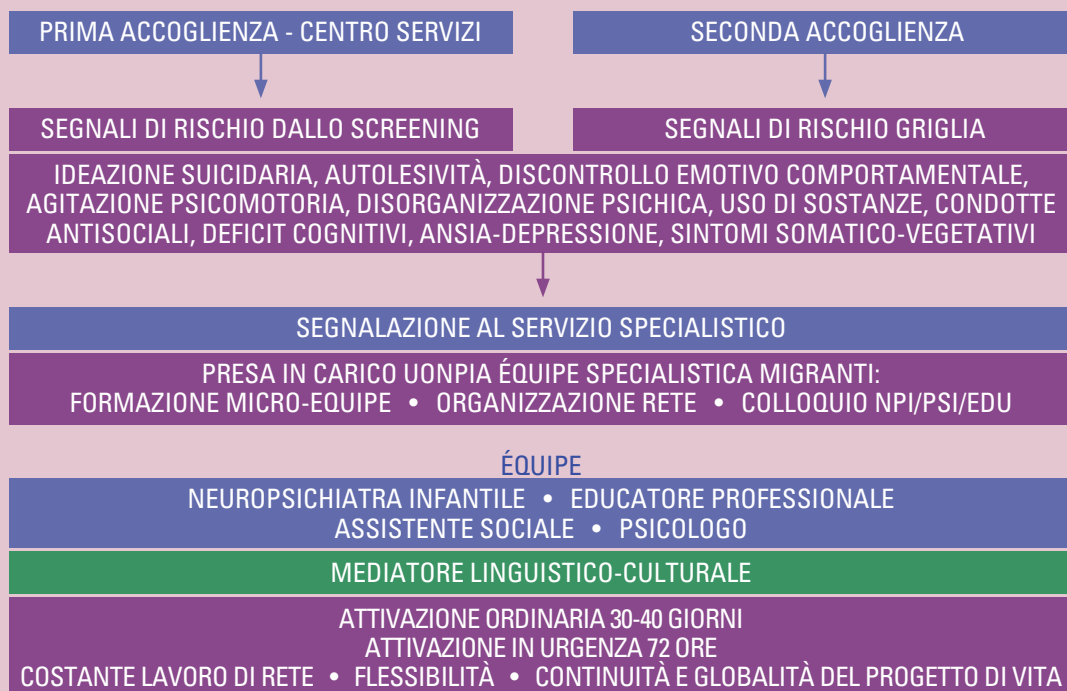 PRIMA ACCOGLIENZA - CENTRO SERVIZI
SECONDA ACCOGLIENZA
SEGNALI DI RISCHIO DALLO SCREENING
SEGNALI DI RISCHIO GRIGLIA
IDEAZIONE SUICIDARIA, AUTOLESIVITÀ, DISCONTROLLO EMOTIVO COMPORTAMENTALE,
AGITAZIONE PSICOMOTORIA, DISORGANIZZAZIONE PSICHICA, USO DI SOSTANZE, CONDOTTE
ANTISOCIALI, DEFICIT COGNITIVI, ANSIA-DEPRESSIONE, SINTOMI SOMATICO-VEGETATIVI
SEGNALAZIONE AL SERVIZIO SPECIALISTICO
PRESA IN CARICO UONPIA ÉQUIPE SPECIALISTICA MIGRANTI:
FORMAZIONE MICRO-EQUIPE • ORGANIZZAZIONE RETE • COLLOQUIO NPI/PSI/EDU
ÉQUIPE
NEUROPSICHIATRA INFANTILE • EDUCATORE PROFESSIONALE
ASSISTENTE SOCIALE • PSICOLOGO
MEDIATORE LINGUISTICO-CULTURALE
ATTIVAZIONE ORDINARIA 30-40 GIORNI
ATTIVAZIONE IN URGENZA 72 ORE
COSTANTE LAVORO DI RETE • FLESSIBILITÀ • CONTINUITÀ E GLOBALITÀ DEL PROGETTO DI VITA